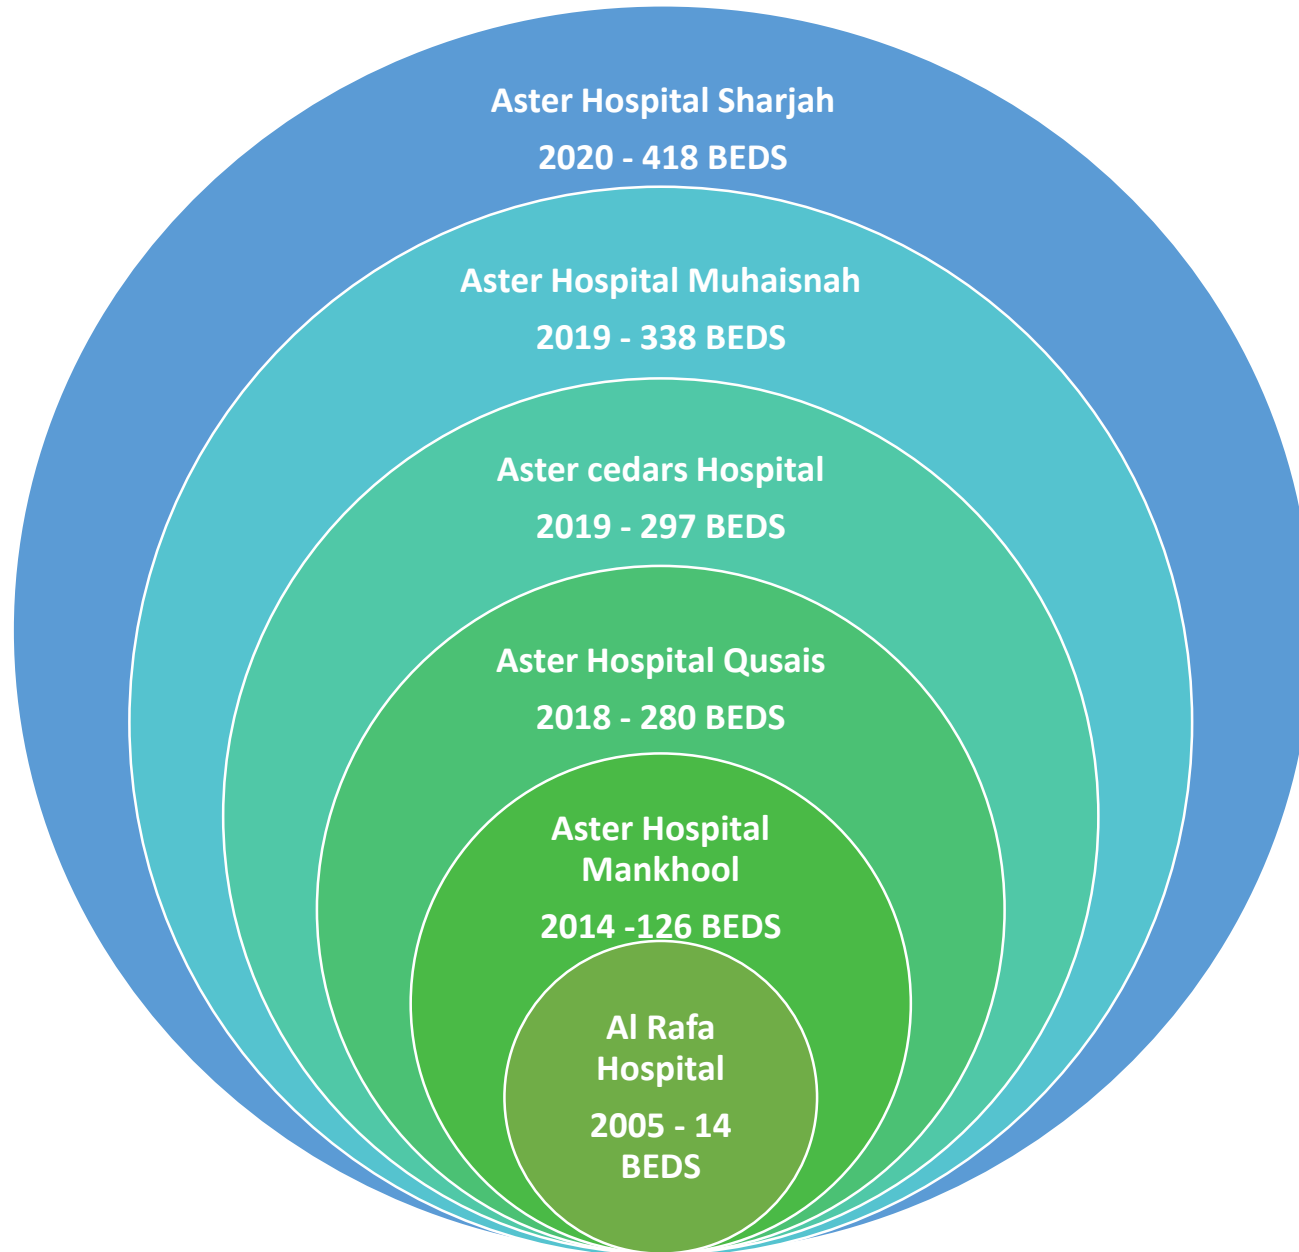 Aster Hospital Sharjah
2020 - 418 BEDS
Aster Hospital Muhaisnah
2019 - 338 BEDS
Aster cedars Hospital
2019 - 297 BEDS
Aster Hospital Qusais
2018 - 280 BEDS
Aster Hospital
Mankhool
2014 -126 BEDS
Al Rafa
Hospital
2005 - 14
BEDS